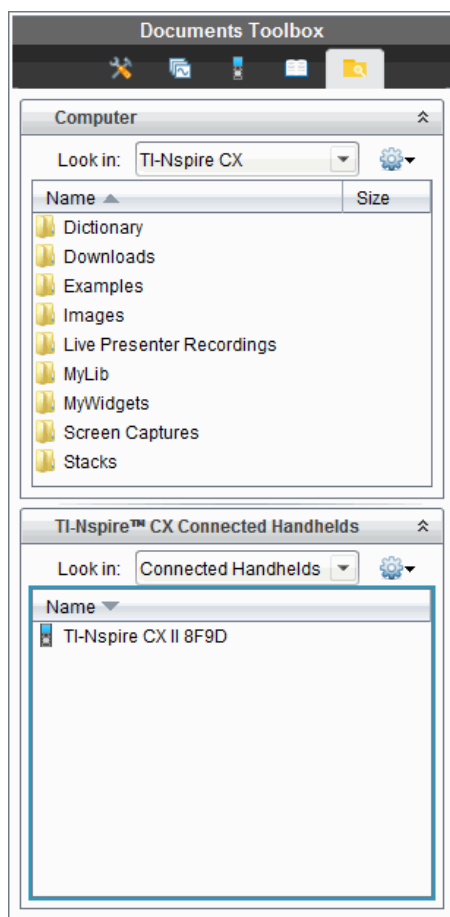 Documents Toolbox
Computer
Look in: TI-Nspire CX
Name Size
Dictionary
Downloads
Examples
Images
Live Presenter Recordings
MyLib
MyWidgets
Screen Captures
Stacks
TI-Nspire™ CX Connected Handhelds
Look in: Connected Handhelds
Name
TI-Nspire CX II 8F9D